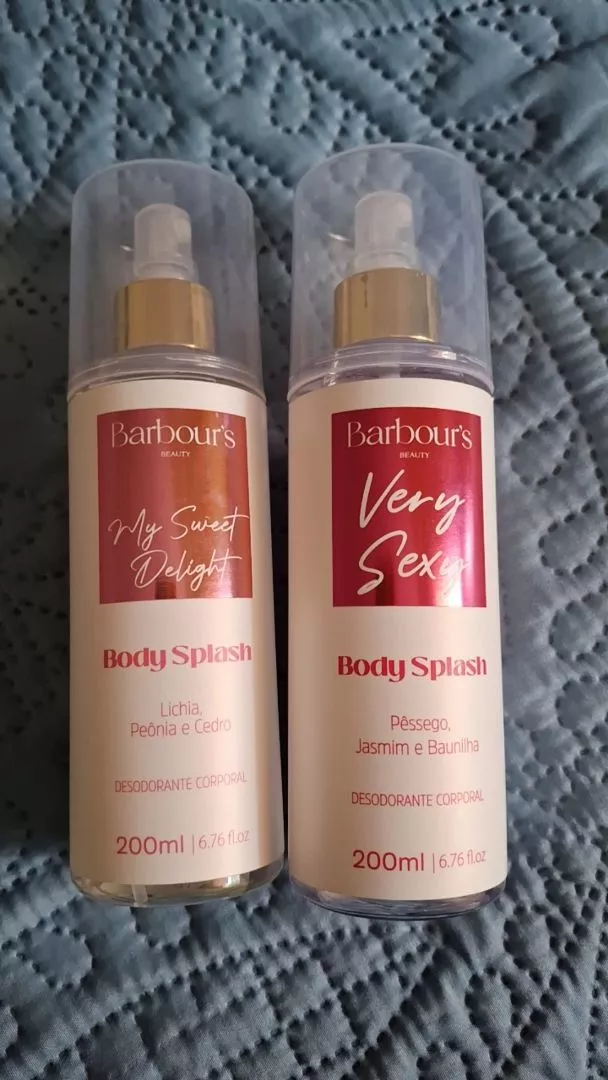 Barbour's
BEAUTY
My Sweet
Delight
Body Splash
Lichia,
Peônia e Cedro
DESODORANTE CORPORAL
200ml | 6.76 fl.oz
Barbour's
BEAUTY
Very
Sexy
Body Splash
Pêssego,
Jasmim e Baunilha
DESODORANTE CORPORAL
200ml | 6.76 fl.oz